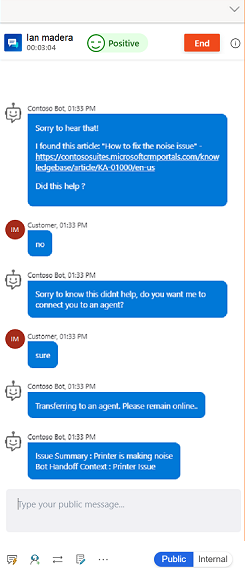 Ian madera
00:03:04
Positive
End
Contoso Bot, 01:33 PM
Sorry to hear that!
I found this article: "How to fix the noise issue" -
https://contososuites.microsoftcrmportals.com/knowledgebase/article/KA-01000/en-us
Did this help ?
Customer, 01:33 PM
IM
no
Contoso Bot, 01:33 PM
Sorry to know this didnt help, do you want me to
connect you to an agent?
Customer, 01:33 PM
IM
sure
Contoso Bot, 01:33 PM
Transferring to an agent. Please remain online..
Contoso Bot, 01:33 PM
Issue Summary : Printer is making noise
Bot Handoff Context : Printer Issue
Type your public message...
Public
Internal